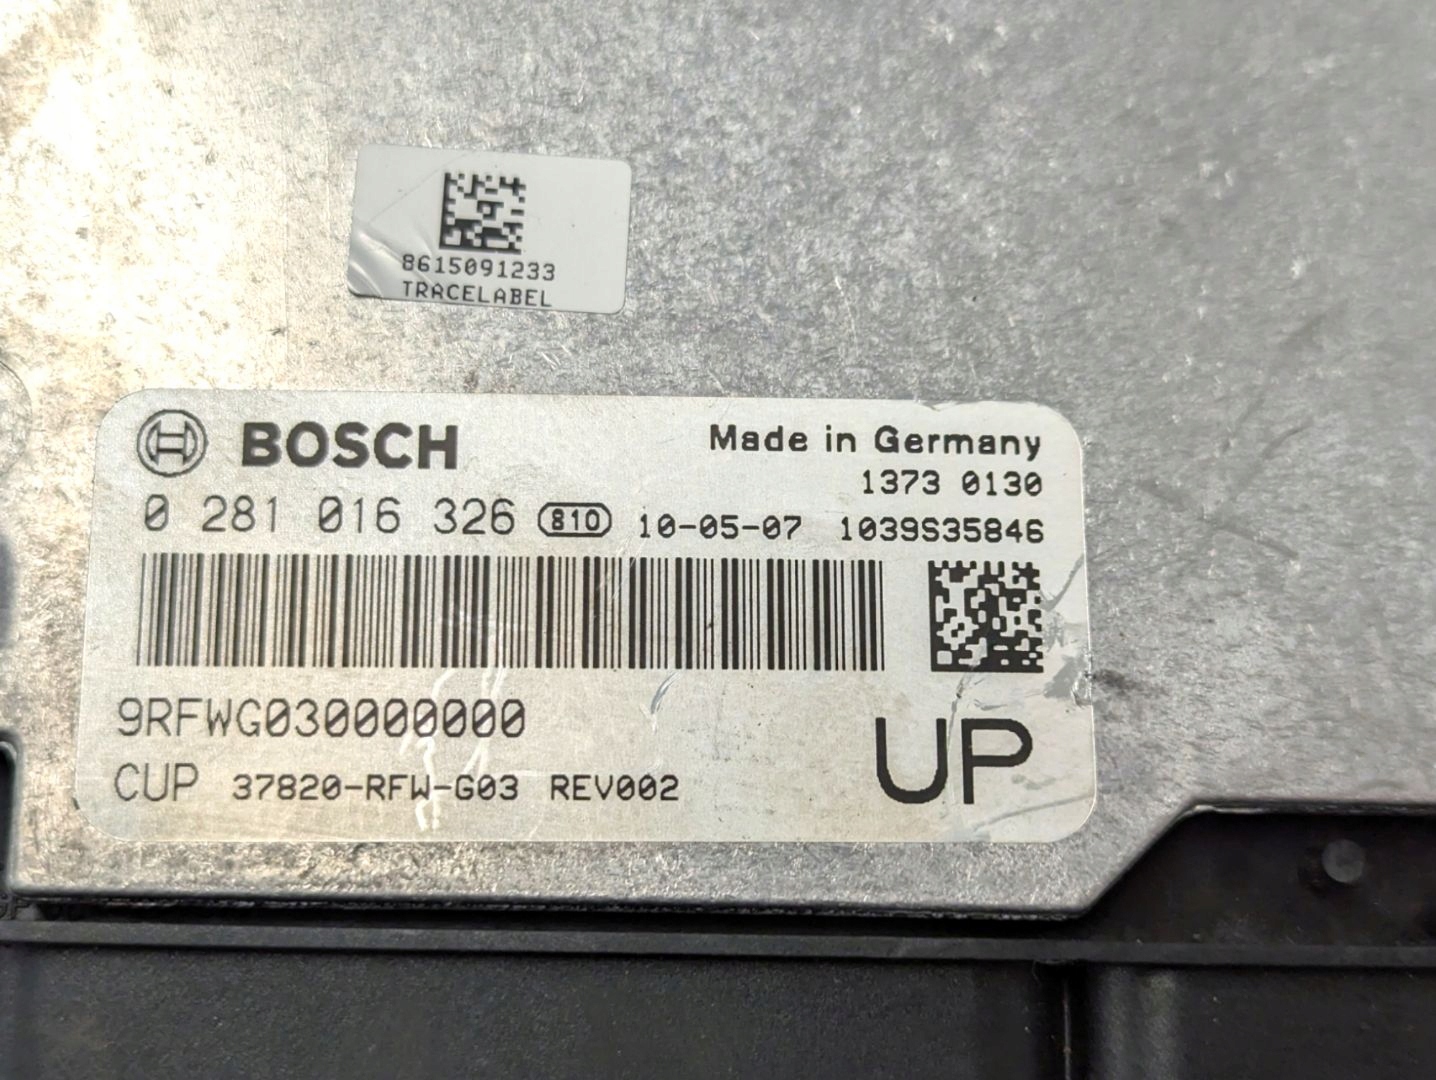 8615091233
TRACELABEL
BOSCH
Made in Germany
1373 0130
0 281 016 326 810 10-05-07 1039S35846
9RFWG030000000
CUP 37820-RFW-G03 REV002
UP